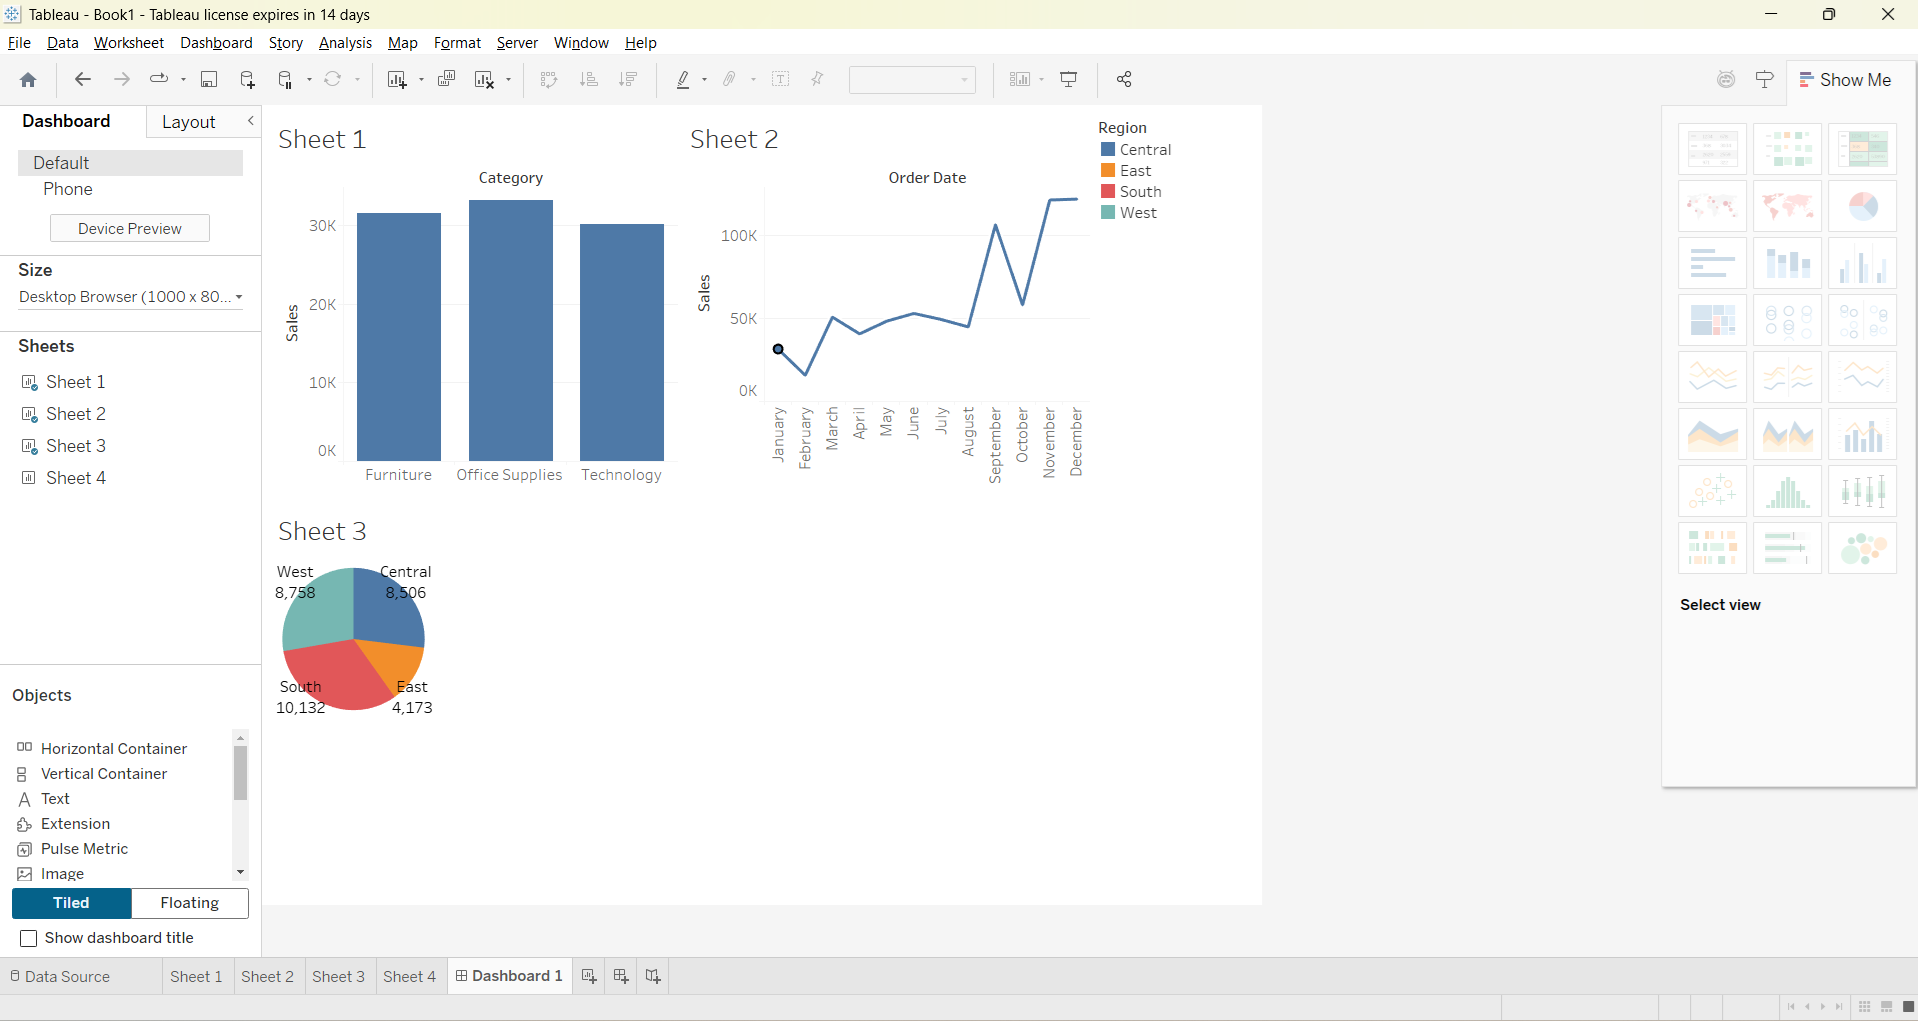 Tableau - Book1 - Tableau license expires in 14 days
File Data Worksheet Dashboard Story Analysis Map Format Server Window Help
Show Me
Dashboard Layout
Default
Phone
Device Preview
Size
Desktop Browser (1000 x 80...
Sheets
Sheet 1
Sheet 2
Sheet 3
Sheet 4
Objects
Horizontal Container
Vertical Container
Text
Extension
Pulse Metric
Image
Tiled Floating
Show dashboard title
Sheet 1
Category
Sales
30K
20K
10K
0K
Furniture Office Supplies Technology
Sheet 2
Order Date
Sales
100K
50K
0K
January February March April May June July August September October November December
Region
Central
East
South
West
Sheet 3
West
8,758
Central
8,506
South
10,132
East
4,173
Select view
Data Source Sheet 1 Sheet 2 Sheet 3 Sheet 4 Dashboard 1